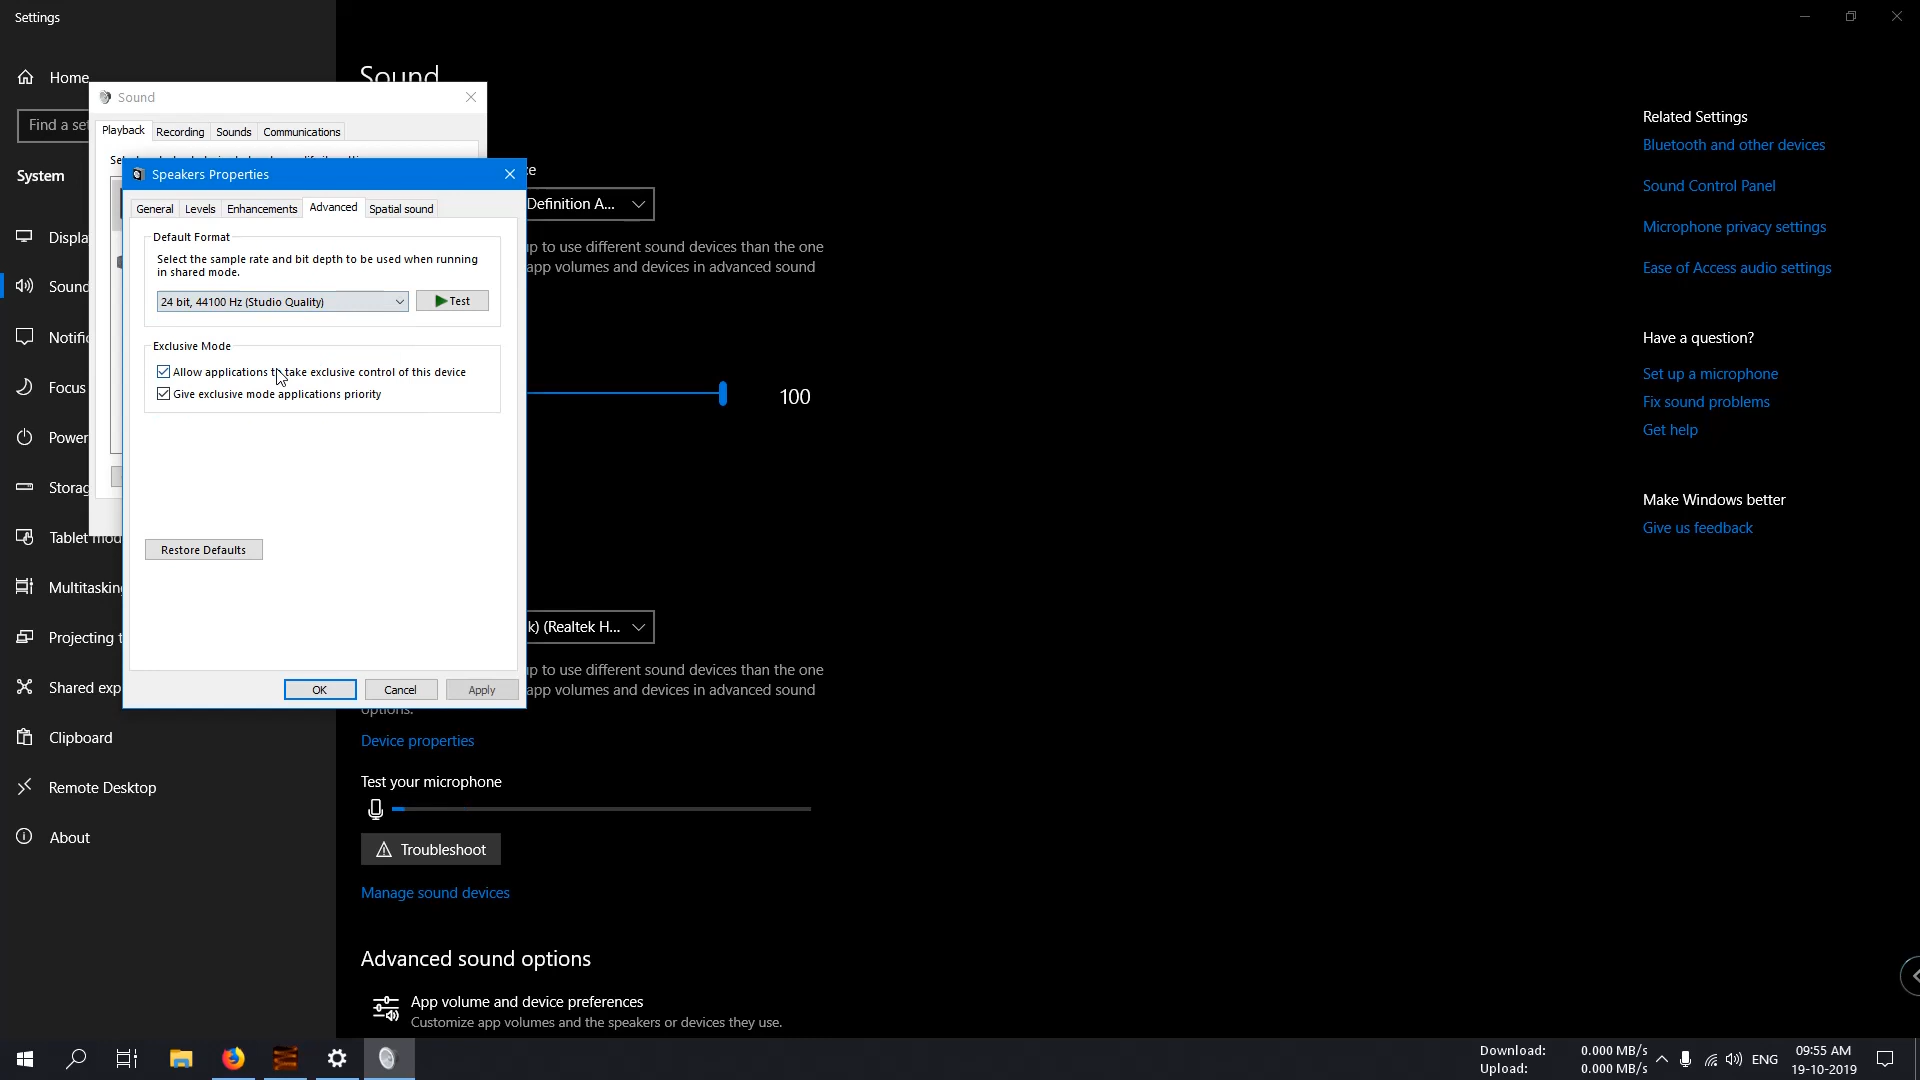 Settings
Home
Find a se
System
Displa
Sound
Notific
Focus
Power
Storag
Tablet mod
Multitasking
Projecting t
Shared exp
Clipboard
Remote Desktop
About
Sound
Sound
Playback
Recording
Sounds
Communications
Speakers Properties
General
Levels
Enhancements
Advanced
Spatial sound
Default Format
Select the sample rate and bit depth to be used when running
in shared mode.
24 bit, 44100 Hz (Studio Quality)
Test
Exclusive Mode
Allow applications to take exclusive control of this device
Give exclusive mode applications priority
Restore Defaults
OK
Cancel
Apply
Definition A...
up to use different sound devices than the one
app volumes and devices in advanced sound
100
k) (Realtek H...
up to use different sound devices than the one
app volumes and devices in advanced sound
options.
Device properties
Test your microphone
Troubleshoot
Manage sound devices
Advanced sound options
App volume and device preferences
Customize app volumes and the speakers or devices they use.
Related Settings
Bluetooth and other devices
Sound Control Panel
Microphone privacy settings
Ease of Access audio settings
Have a question?
Set up a microphone
Fix sound problems
Get help
Make Windows better
Give us feedback
Download: 0.000 MB/s
Upload: 0.000 MB/s
ENG
09:55 AM
19-10-2019